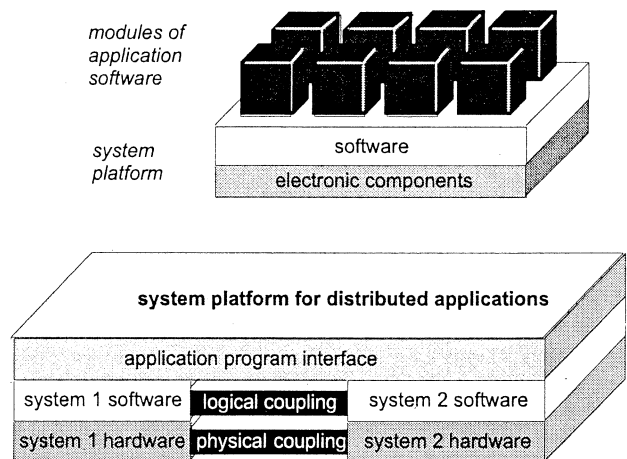 modules of
application
software
system
platform
software
electronic components
system platform for distributed applications
application program interface
system 1 software
logical coupling
system 2 software
system 1 hardware
physical coupling
system 2 hardware